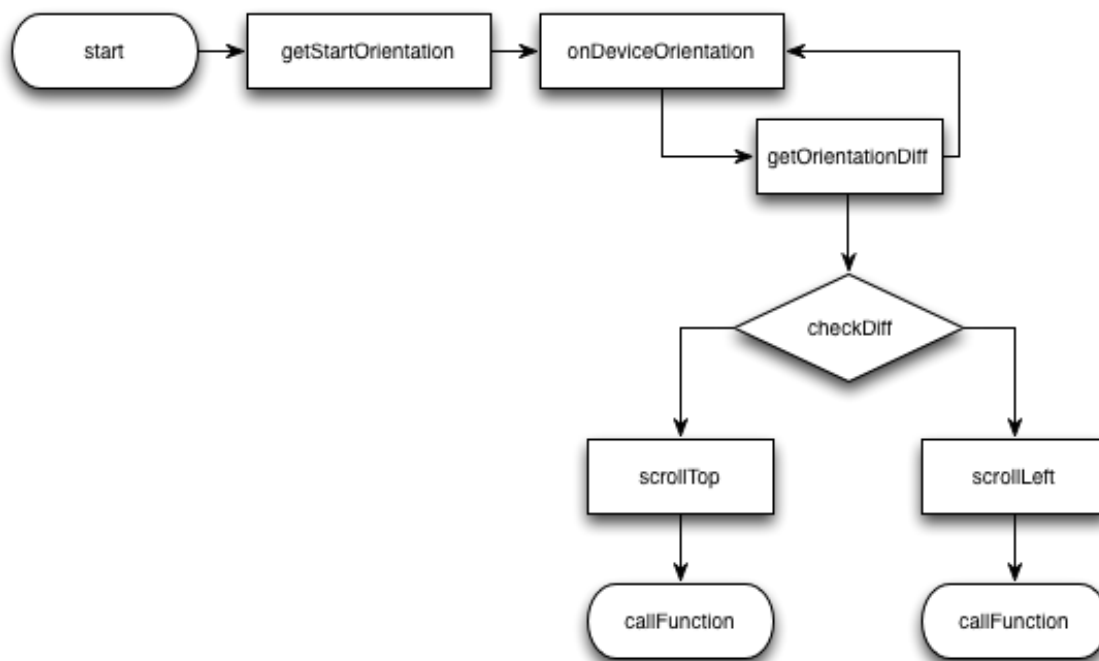 start
getStartOrientation
onDeviceOrientation
getOrientationDiff
checkDiff
scrollTop
scrollLeft
callFunction
callFunction